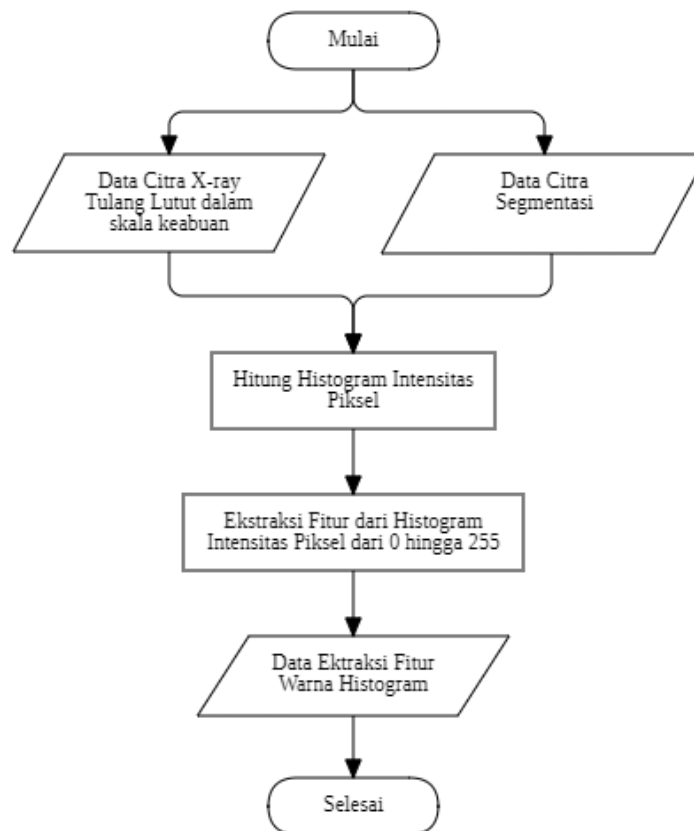 Mulai
Data Citra X-ray
Tulang Lutut dalam
skala keabuan
Data Citra
Segmentasi
Hitung Histogram Intensitas
Piksel
Ekstraksi Fitur dari Histogram
Intensitas Piksel dari 0 hingga 255
Data Ektraksi Fitur
Warna Histogram
Selesai